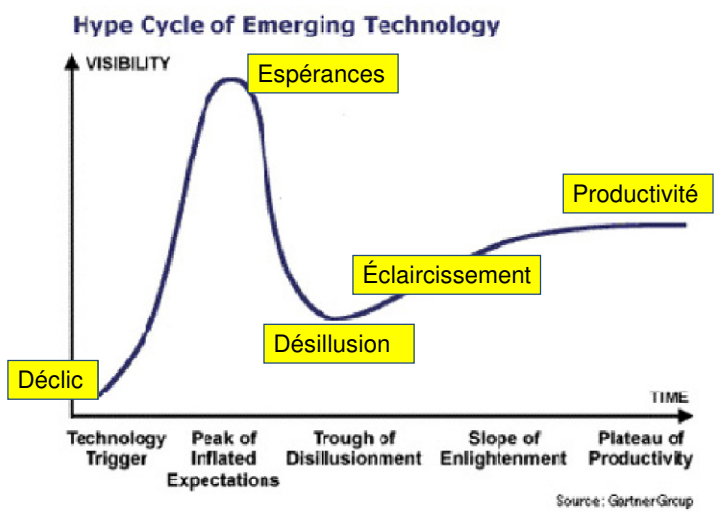 Hype Cycle of Emerging Technology
VISIBILITY
Espérances
Productivité
Éclaircissement
Désillusion
Déclic
TIME
Technology
Trigger
Peak of
Inflated
Expectations
Trough of
Disillusionment
Slope of
Enlightenment
Plateau of
Productivity
Source: GartnerGroup